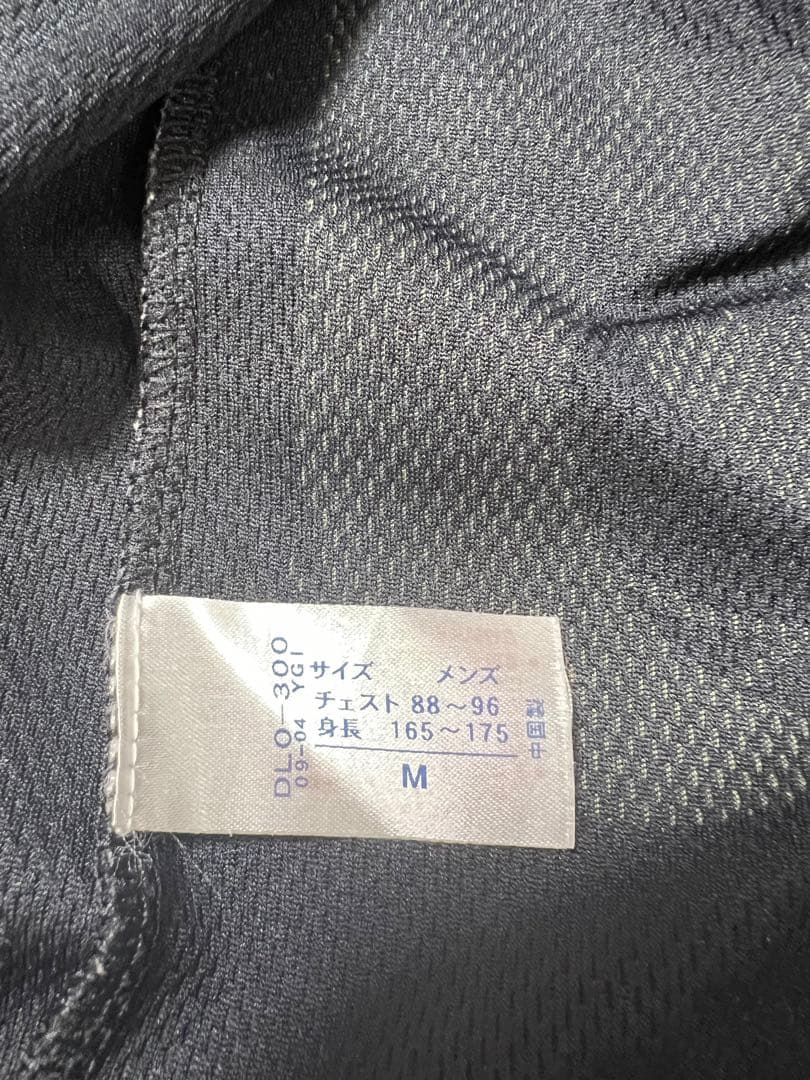 サイズ メンズ
チェスト 88～96
身長 165～175
M
DLO-300
09-04 YGI
中国製